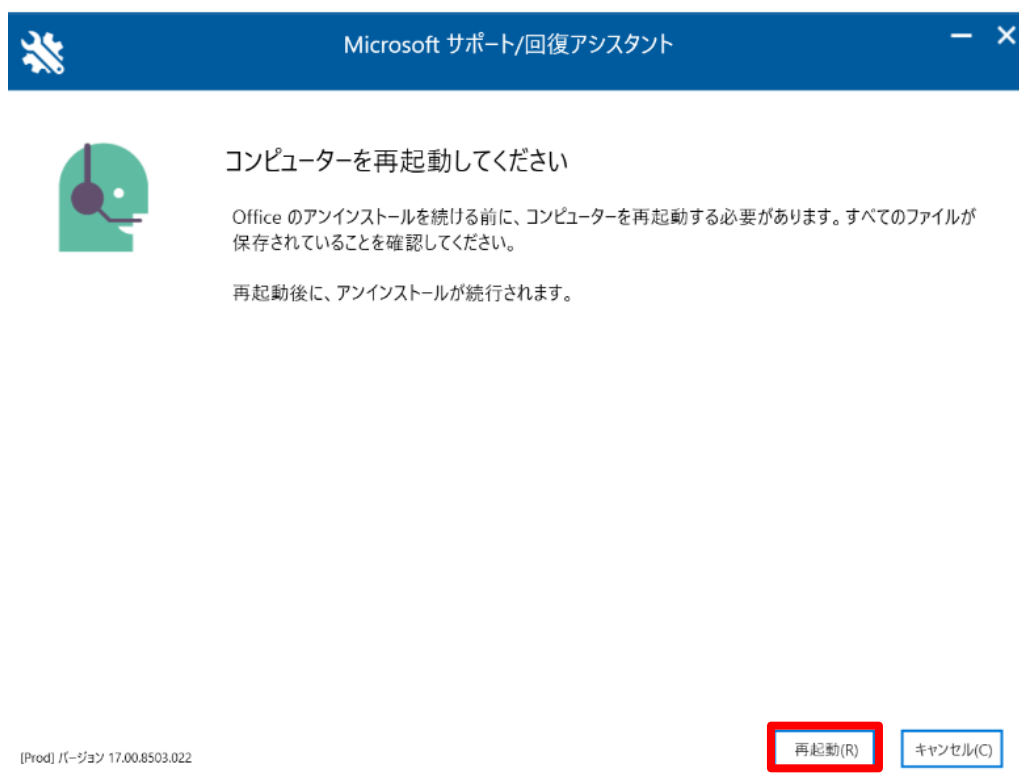 Microsoft サポート/回復アシスタント
コンピューターを再起動してください
Office のアンインストールを続ける前に、コンピューターを再起動する必要があります。すべてのファイルが
保存されていることを確認してください。
再起動後に、アンインストールが続行されます。
[Prod] バージョン 17.00.8503.022
再起動(R)
キャンセル(C)